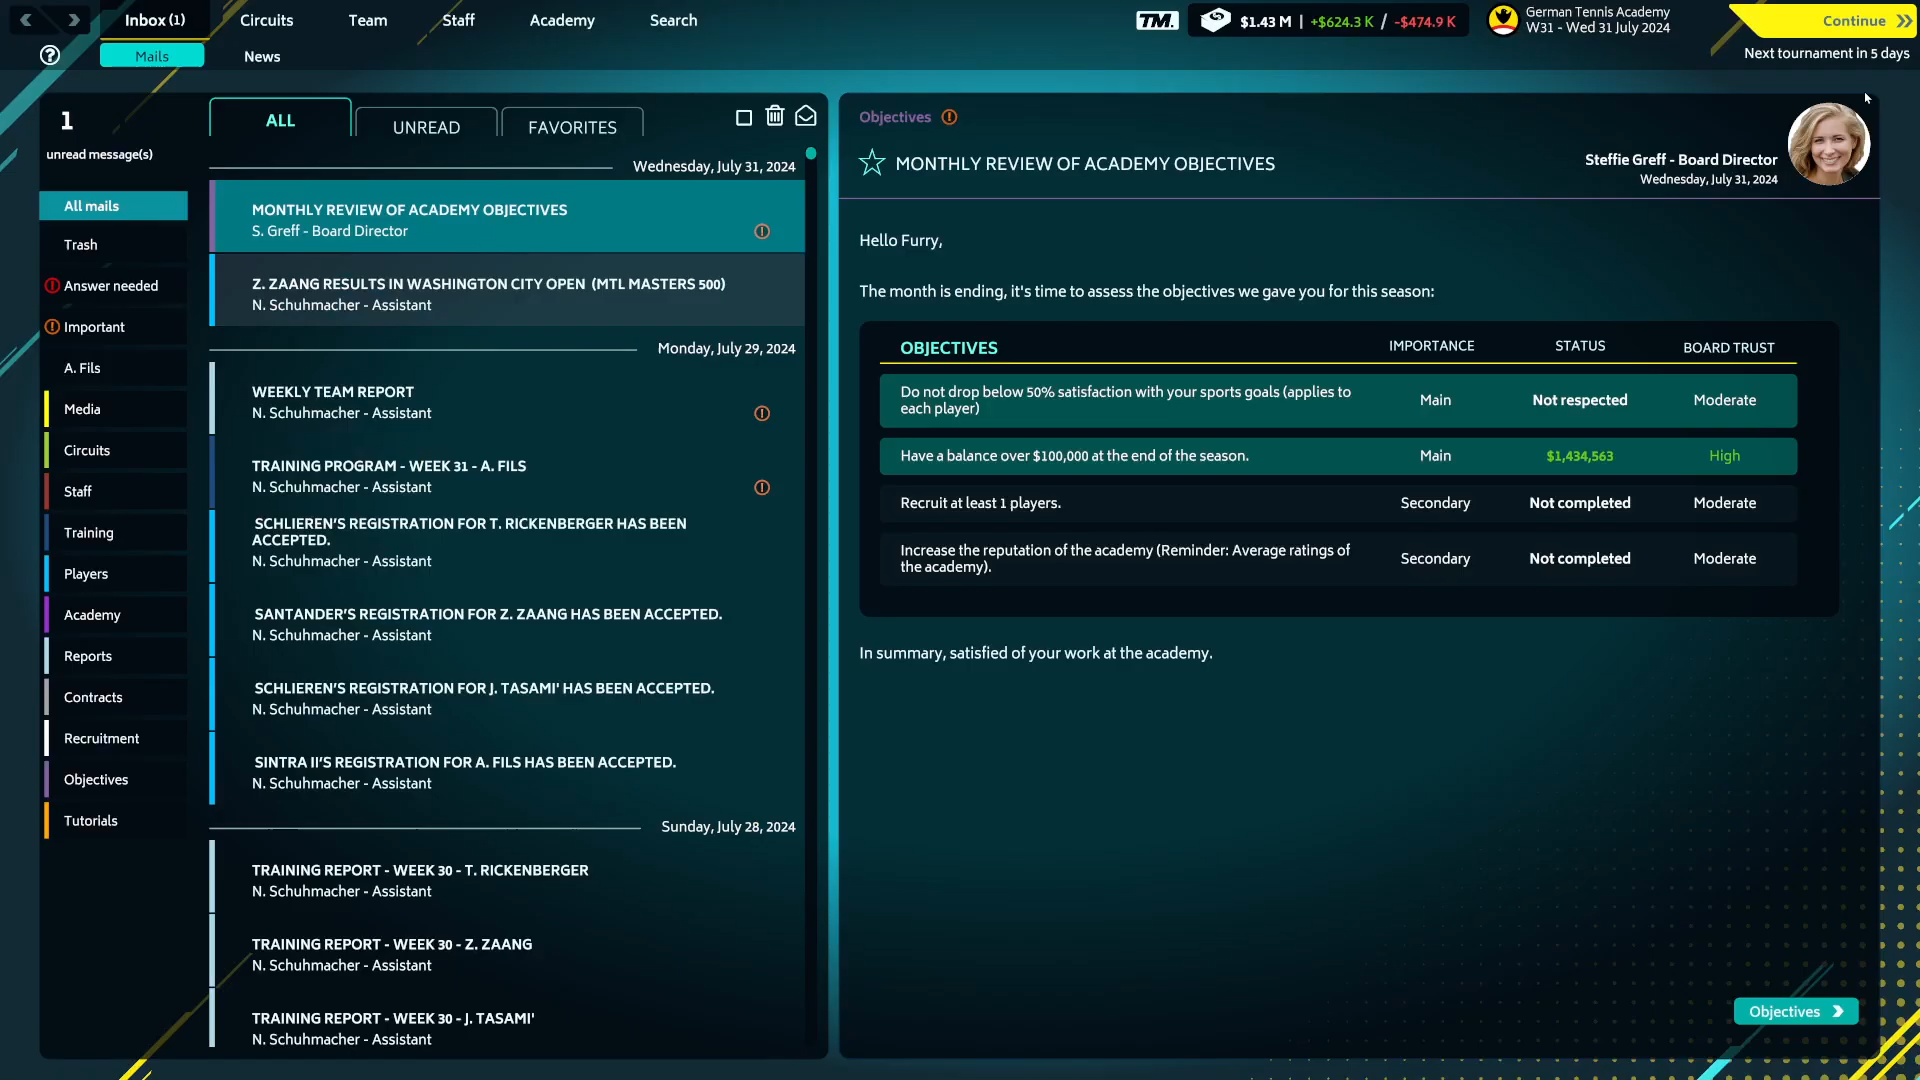 Inbox (1)
Circuits
Team
Staff
Academy
Search
TM.
$1.43 M | +$624.3 K / -$474.9 K
German Tennis Academy
W31 - Wed 31 July 2024
Continue
Next tournament in 5 days
?
Mails
News
1
unread message(s)
All mails
Trash
Answer needed
Important
A. Fils
Media
Circuits
Staff
Training
Players
Academy
Reports
Contracts
Recruitment
Objectives
Tutorials
ALL
UNREAD
FAVORITES
Wednesday, July 31, 2024
MONTHLY REVIEW OF ACADEMY OBJECTIVES
S. Greff - Board Director
Z. ZAANG RESULTS IN WASHINGTON CITY OPEN (MTL MASTERS 500)
N. Schuhmacher - Assistant
Monday, July 29, 2024
WEEKLY TEAM REPORT
N. Schuhmacher - Assistant
TRAINING PROGRAM - WEEK 31 - A. FILS
N. Schuhmacher - Assistant
SCHLIEREN'S REGISTRATION FOR T. RICKENBERGER HAS BEEN
ACCEPTED.
N. Schuhmacher - Assistant
SANTANDER'S REGISTRATION FOR Z. ZAANG HAS BEEN ACCEPTED.
N. Schuhmacher - Assistant
SCHLIEREN'S REGISTRATION FOR J. TASAMI' HAS BEEN ACCEPTED.
N. Schuhmacher - Assistant
SINTRA II'S REGISTRATION FOR A. FILS HAS BEEN ACCEPTED.
N. Schuhmacher - Assistant
Sunday, July 28, 2024
TRAINING REPORT - WEEK 30 - T. RICKENBERGER
N. Schuhmacher - Assistant
TRAINING REPORT - WEEK 30 - Z. ZAANG
N. Schuhmacher - Assistant
TRAINING REPORT - WEEK 30 - J. TASAMI'
N. Schuhmacher - Assistant
Objectives
MONTHLY REVIEW OF ACADEMY OBJECTIVES
Steffie Greff - Board Director
Wednesday, July 31, 2024
Hello Furry,
The month is ending, it's time to assess the objectives we gave you for this season:
OBJECTIVES IMPORTANCE STATUS BOARD TRUST
Do not drop below 50% satisfaction with your sports goals (applies to
each player)
Main Not respected Moderate
Have a balance over $100,000 at the end of the season. Main $1,434,563 High
Recruit at least 1 players. Secondary Not completed Moderate
Increase the reputation of the academy (Reminder: Average ratings of
the academy).
Secondary Not completed Moderate
In summary, satisfied of your work at the academy.
Objectives